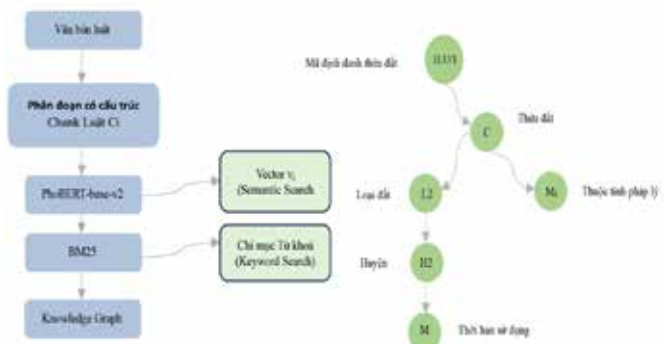 Văn bản luật
Phân đoạn có cấu trúc
Chunk Luật Ci
PhoBERT-base-v2
BM25
Knowledge Graph
Vector vᵢ
(Semantic Search
Chỉ mục Từ khoá
(Keyword Search)
Mã định danh thửa đất
C
Thửa đất
Loại đất
L2
Thuộc tính pháp lý
Huyện
H2
M
Thời hạn sử dụng